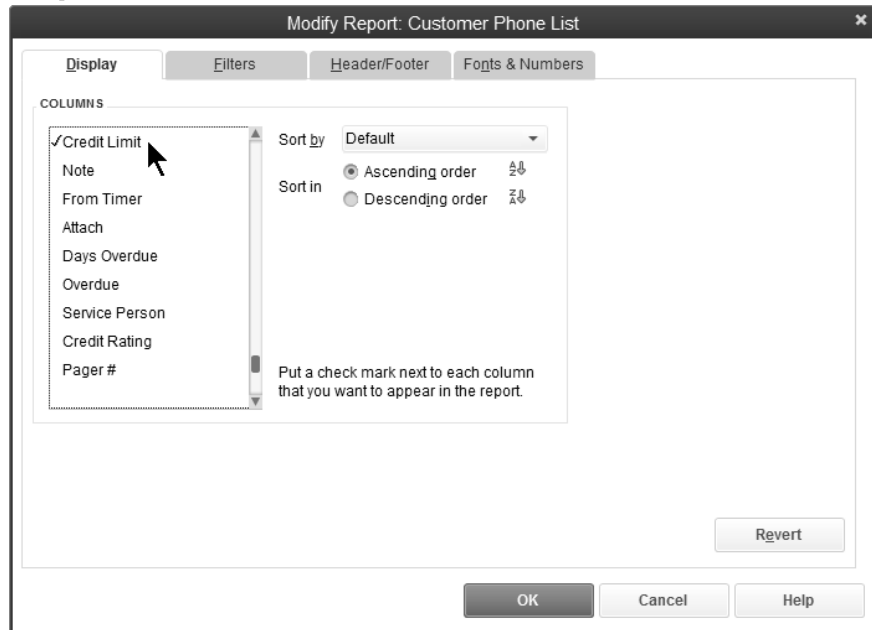 Modify Report: Customer Phone List
Display Filters Header/Footer Fonts & Numbers
COLUMNS
✓Credit Limit
Note
From Timer
Attach
Days Overdue
Overdue
Service Person
Credit Rating
Pager #
Sort by Default
Sort in
Ascending order
Descending order
Put a check mark next to each column
that you want to appear in the report.
Revert
OK Cancel Help